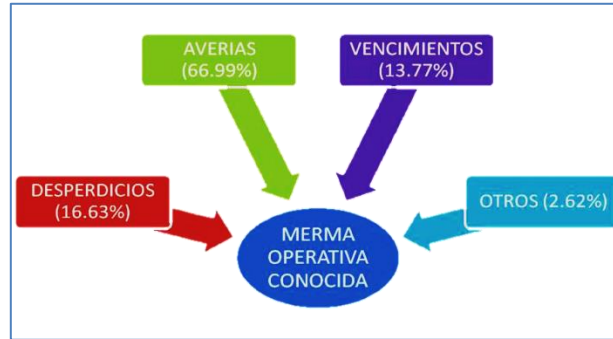 AVERIAS
(66.99%)
VENCIMIENTOS
(13.77%)
DESPERDICIOS
(16.63%)
OTROS (2.62%)
MERMA
OPERATIVA
CONOCIDA